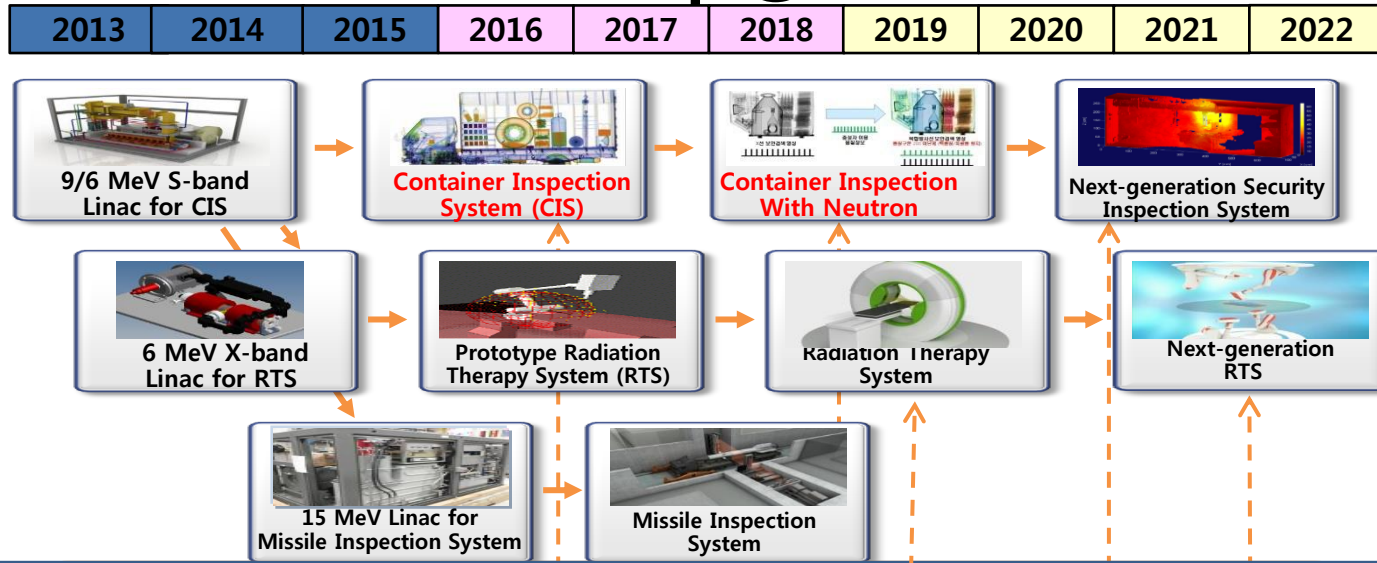 2013 2014 2015 2016 2017 2018 2019 2020 2021 2022
9/6 MeV S-band
Linac for CIS
Container Inspection
System (CIS)
Container Inspection
With Neutron
Next-generation Security
Inspection System
6 MeV X-band
Linac for RTS
Prototype Radiation
Therapy System (RTS)
Radiation Therapy
System
Next-generation
RTS
15 MeV Linac for
Missile Inspection System
Missile Inspection
System